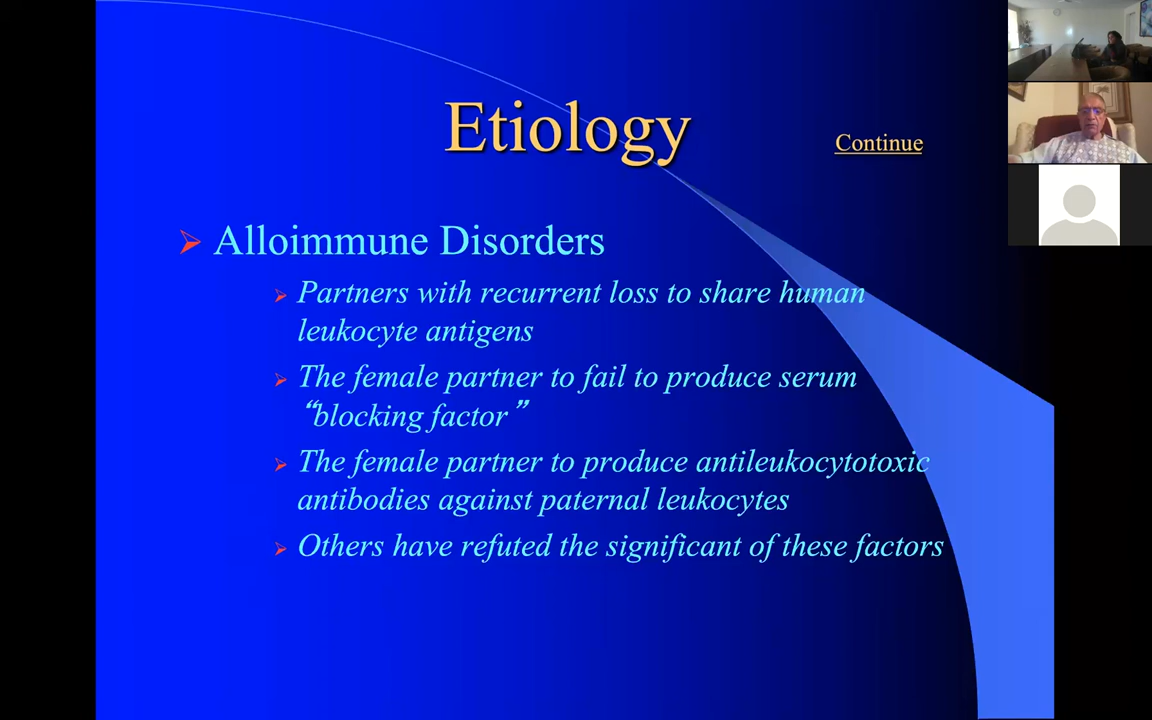 Etiology
Continue
Alloimmune Disorders
Partners with recurrent loss to share human
leukocyte antigens
The female partner to fail to produce serum
“blocking factor”
The female partner to produce antileukocytotoxic
antibodies against paternal leukocytes
Others have refuted the significant of these factors